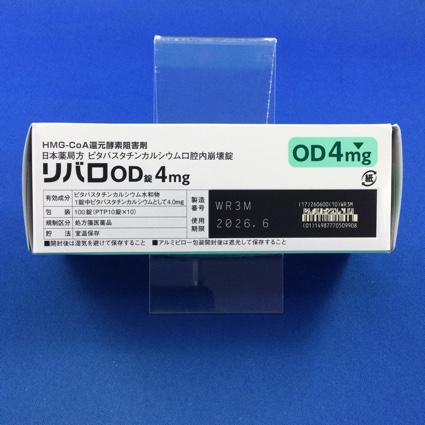 HMG-CoA還元酵素阻害剤
日本薬局方 ピタバスタチンカルシウム口腔内崩壊錠
リバロOD錠4mg
OD4mg
紙
有効成分 ピタバスタチンカルシウム水和物
1錠中ピタバスタチンカルシウムとして4.0mg
包装 100錠(PTP10錠×10)
規制区分 処方箋医薬品
貯法 室温保存
製造番号 WR3M
使用期限 2026.6
(17)260600(10)WR3M
(01)14987770509908
■開封後は湿気を避けて保存すること ■アルミピロー包装開封後は遮光して保存すること